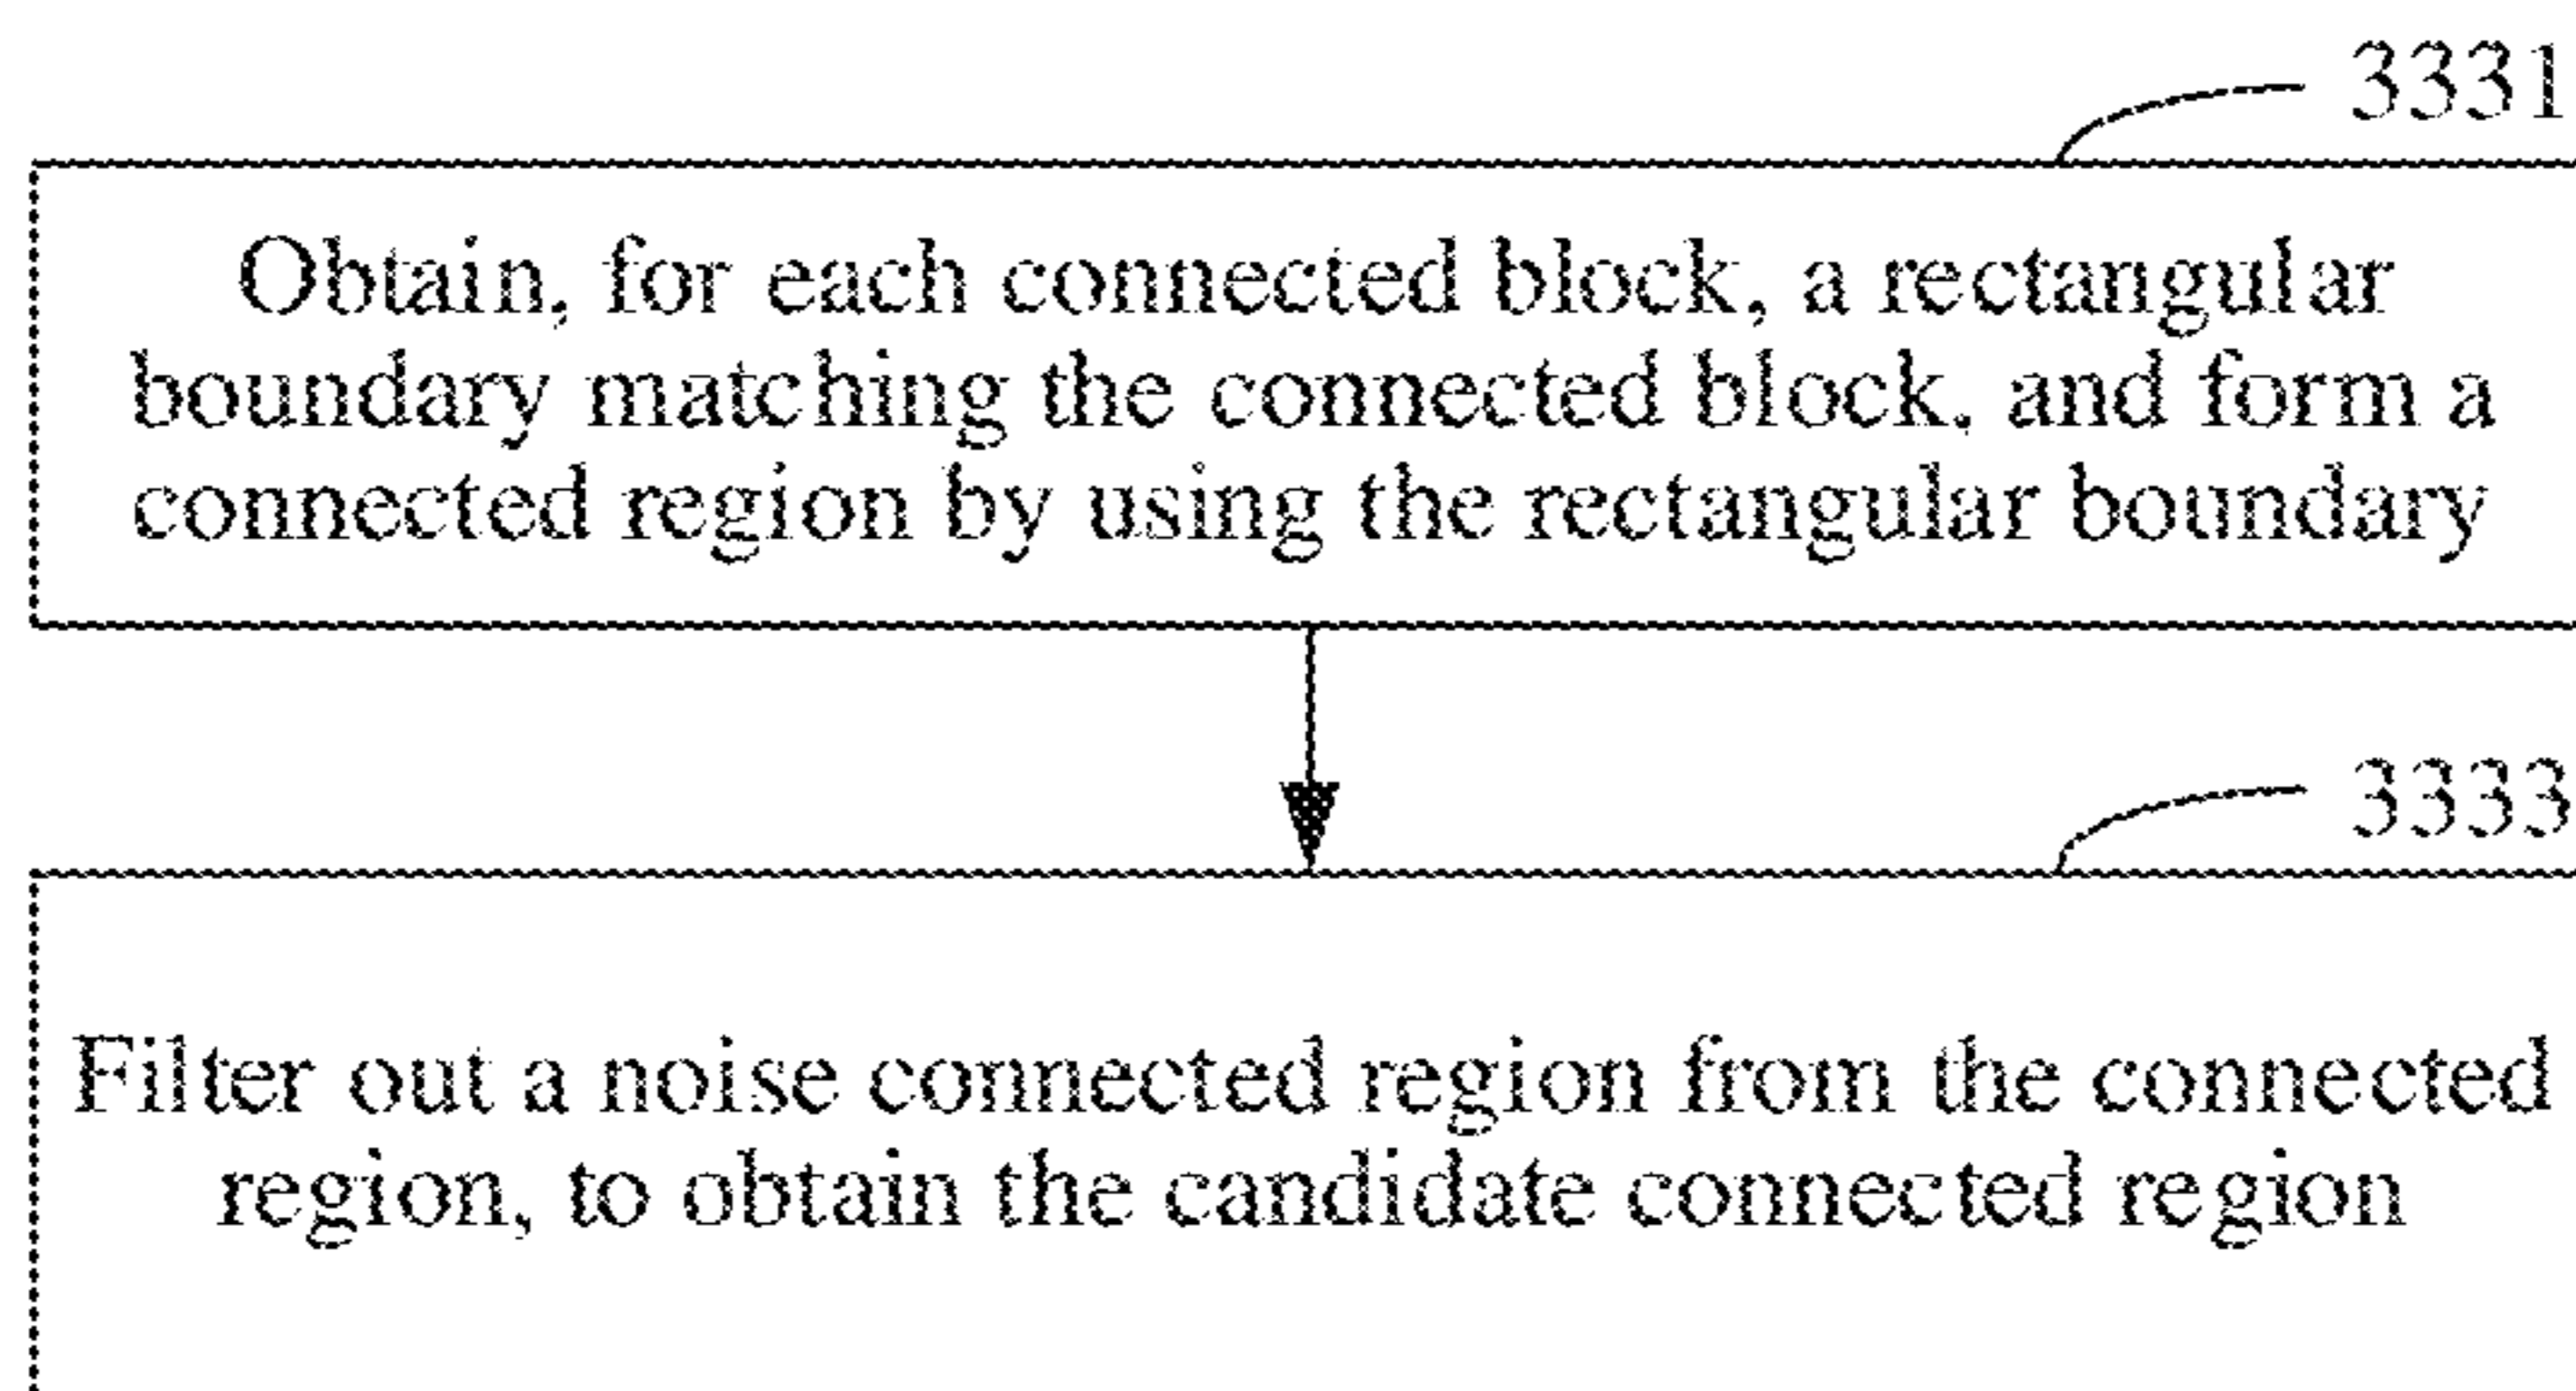 3331
Obtain, for each connected block, a rectangular
boundary matching the connected block, and form a
connected region by using the rectangular boundary
3333
Filter out a noise connected region from the connected
region, to obtain the candidate connected region